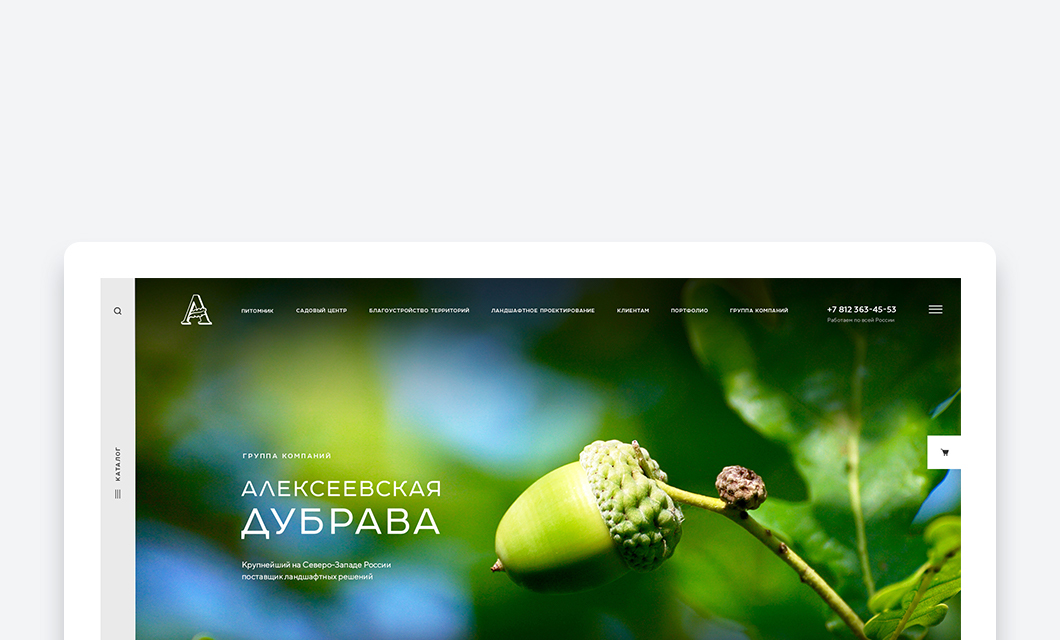 ПИТОМНИК
САДОВЫЙ ЦЕНТР
БЛАГОУСТРОЙСТВО ТЕРРИТОРИЙ
ЛАНДШАФТНОЕ ПРОЕКТИРОВАНИЕ
КЛИЕНТАМ
ПОРТФОЛИО
ГРУППА КОМПАНИЙ
+7 812 363-45-53
Работаем по всей России
КАТАЛОГ
ГРУППА КОМПАНИЙ
АЛЕКСЕЕВСКАЯ
ДУБРАВА
Крупнейший на Северо-Западе России
поставщик ландшафтных решений